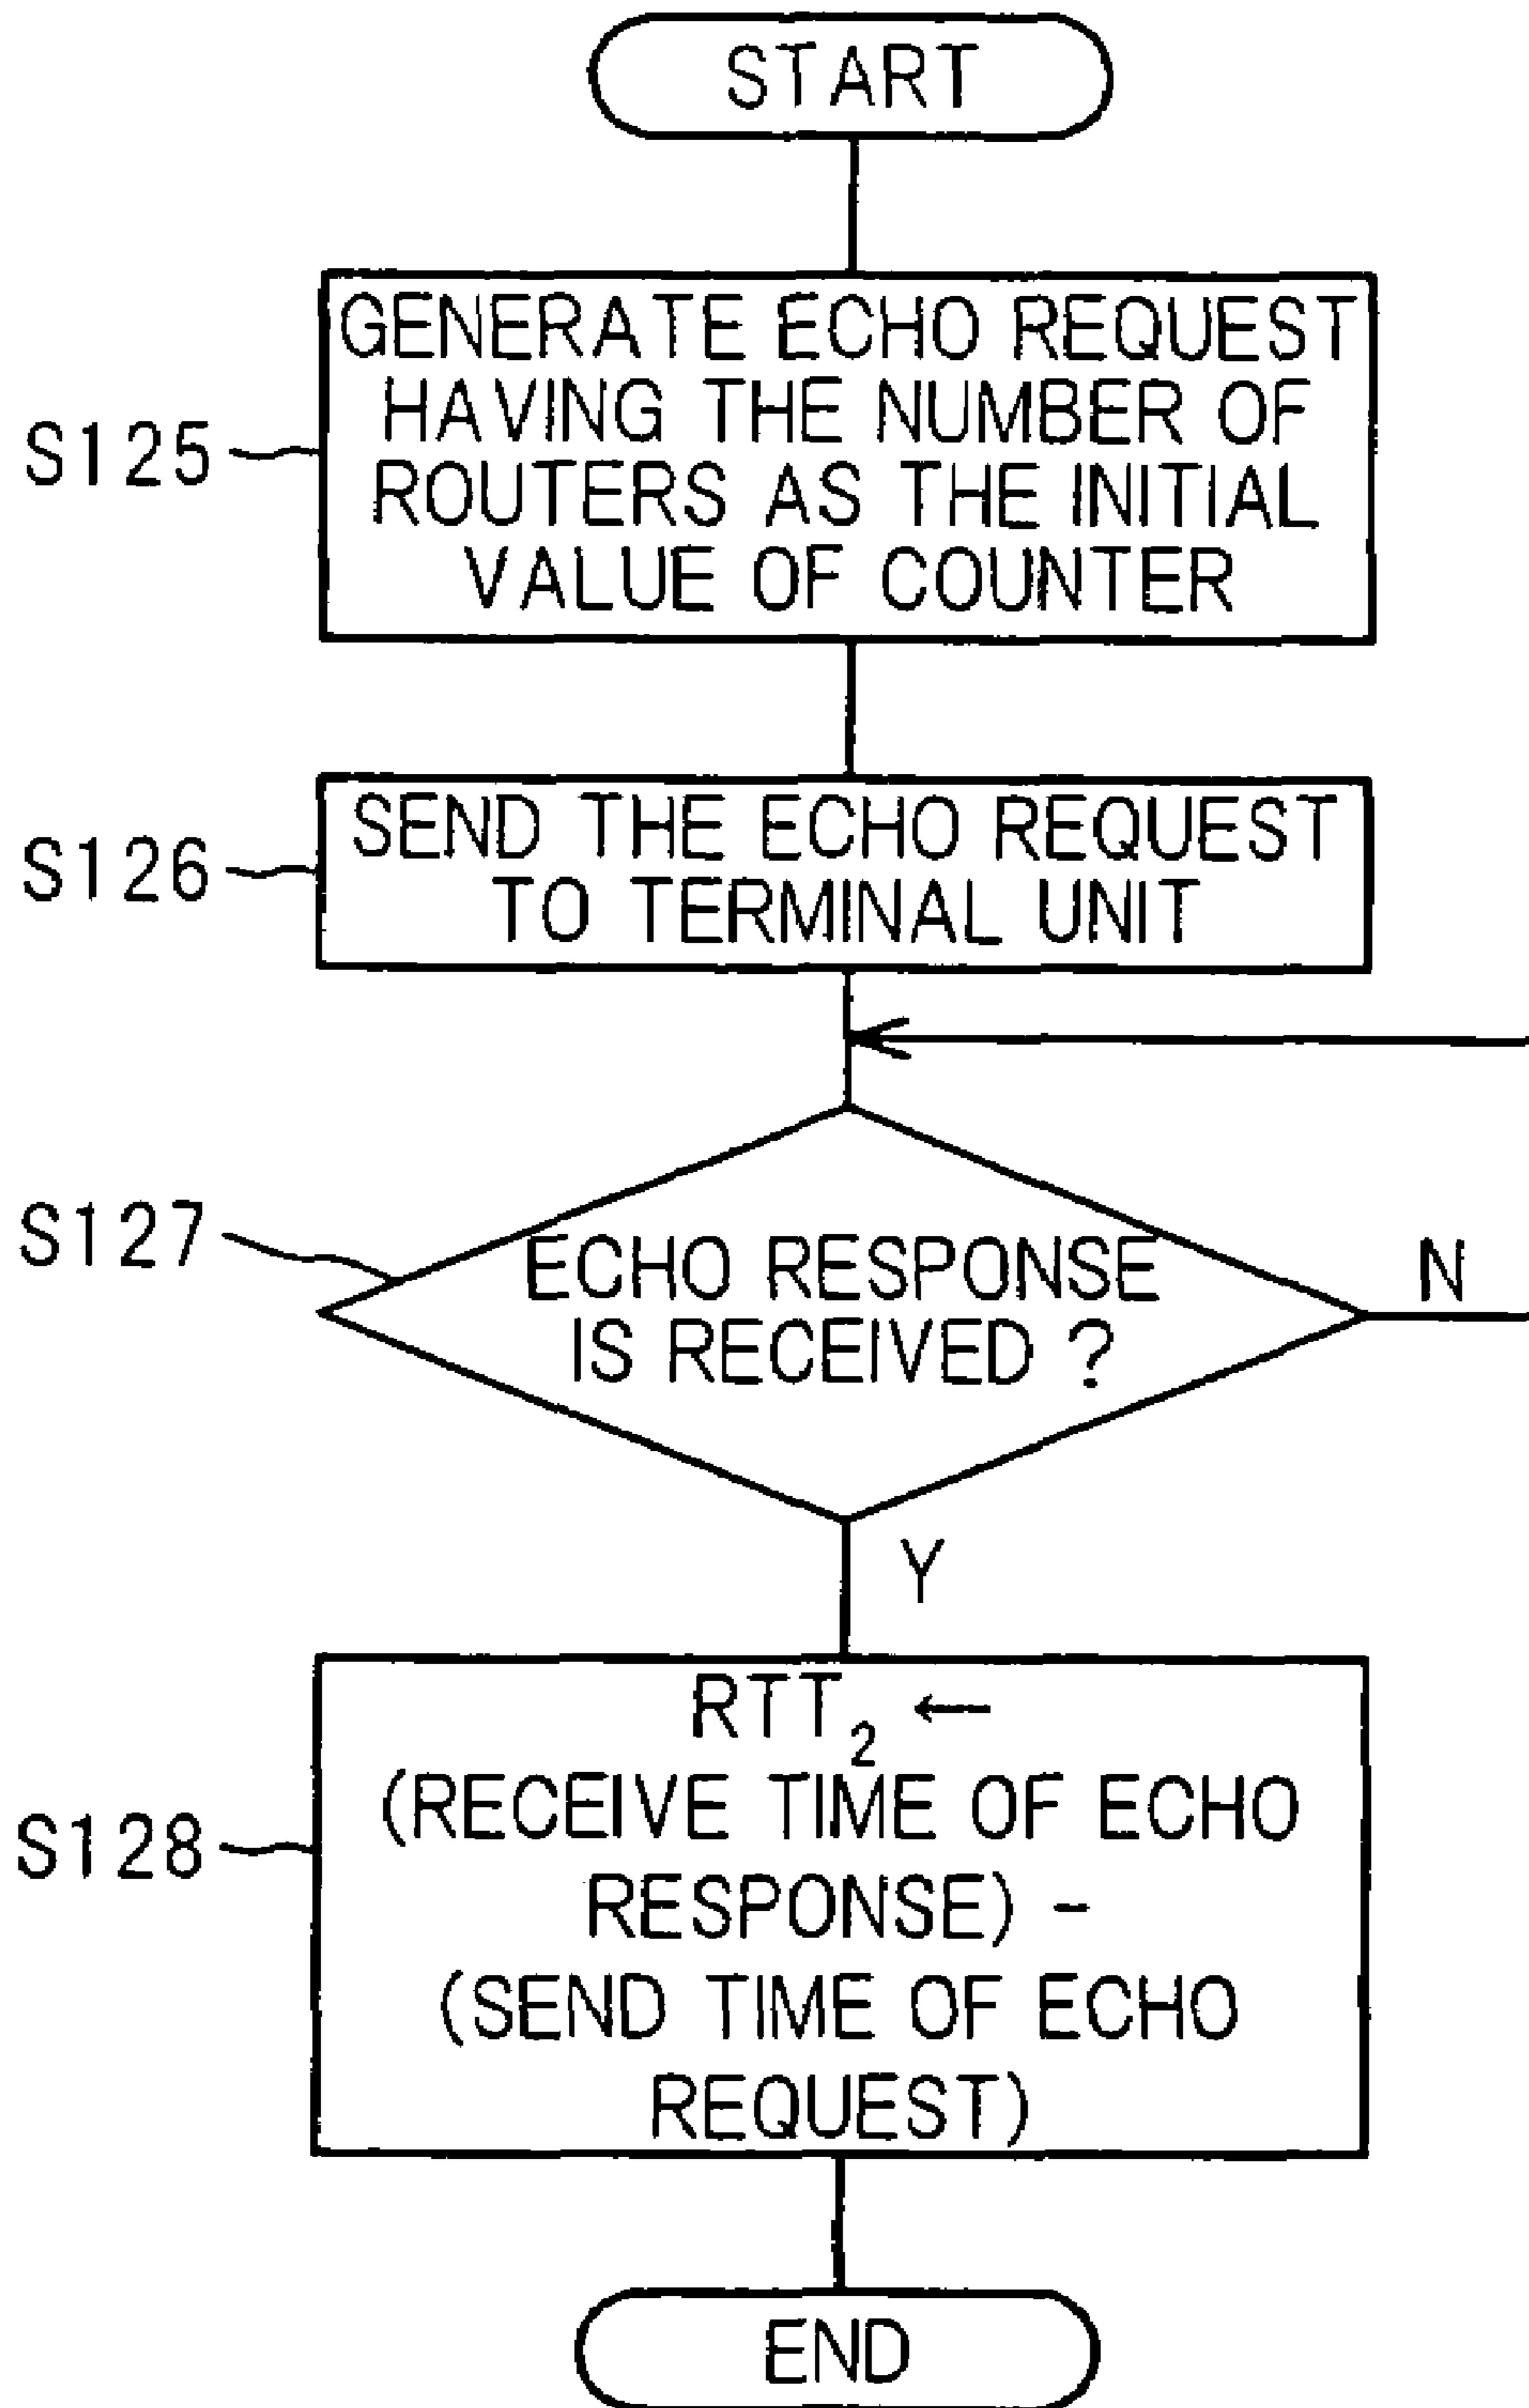 START
GENERATE ECHO REQUEST
HAVING THE NUMBER OF
ROUTERS AS THE INITIAL
VALUE OF COUNTER
S125
SEND THE ECHO REQUEST
TO TERMINAL UNIT
S126
S127
ECHO RESPONSE
IS RECEIVED ?
N
Y
RTT₂ ←
(RECEIVE TIME OF ECHO
RESPONSE) -
(SEND TIME OF ECHO
REQUEST)
S128
END